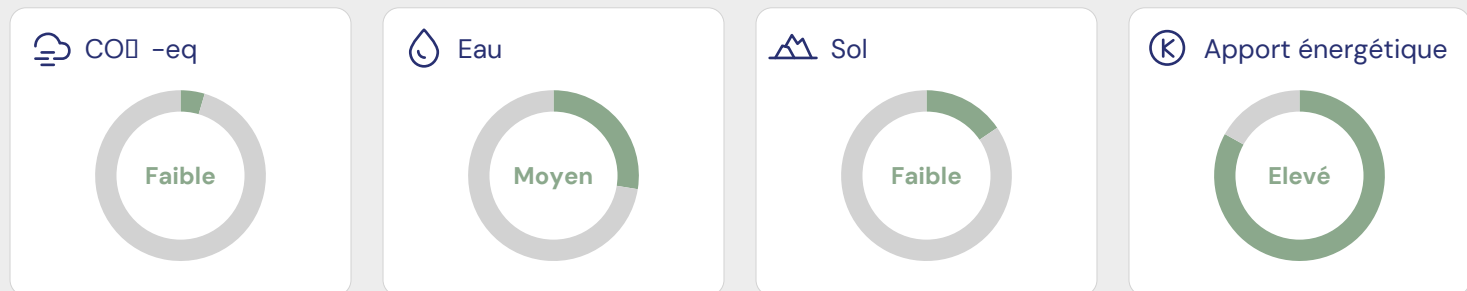 CO▯ -eq
Eau
Sol
Apport énergétique
Faible
Moyen
Faible
Elevé